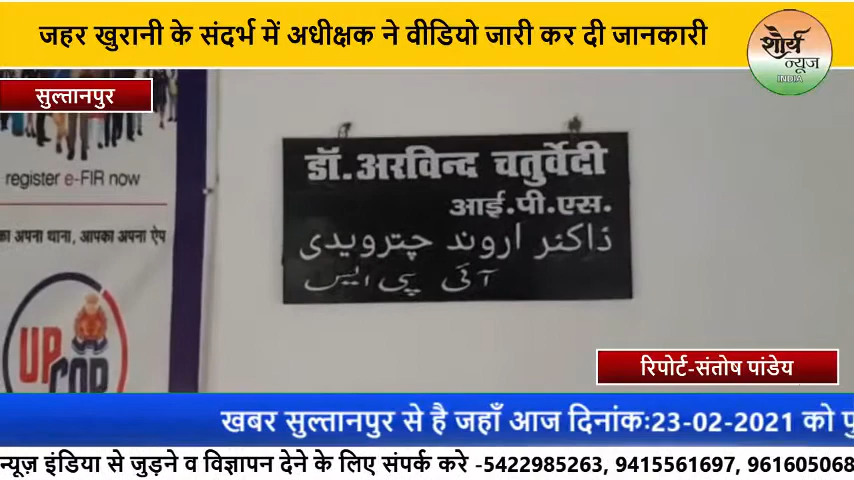 जहर खुरानी के संदर्भ में अधीक्षक ने वीडियो जारी कर दी जानकारी
शौर्य
न्यूज
INDIA
सुल्तानपुर
register e-FIR now
अपना थाना, आपका अपना ऐप
UP
COP
डॉ.अरविन्द चतुर्वेदी
आई.पी.एस.
ڈاکٹر اروند چترویدی
آئی پی ایس
रिपोर्ट-संतोष पांडेय
खबर सुल्तानपुर से है जहाँ आज दिनांकः23-02-2021 को
न्यूज़ इंडिया से जुड़ने व विज्ञापन देने के लिए संपर्क करे -5422985263, 9415561697, 961605068